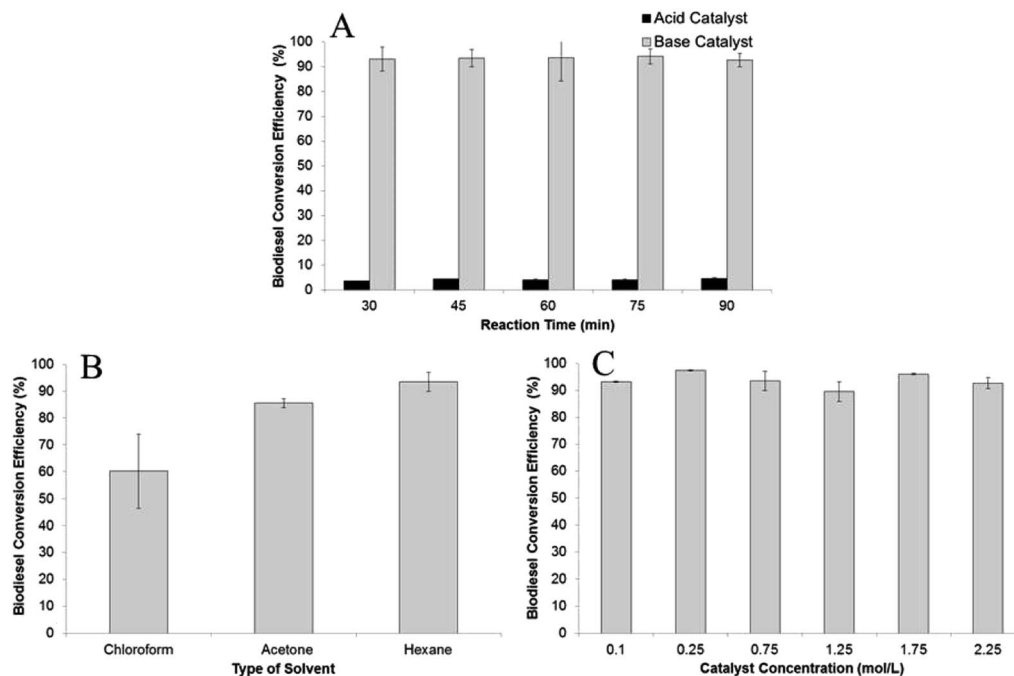 A
Acid Catalyst
Base Catalyst
Biodiesel Conversion Efficiency (%)
100
90
80
70
60
50
40
30
20
10
0
30 45 60 75 90
Reaction Time (min)
B
Biodiesel Conversion Efficiency (%)
100
90
80
70
60
50
40
30
20
10
0
Chloroform Acetone Hexane
Type of Solvent
C
Biodiesel Conversion Efficiency (%)
100
90
80
70
60
50
40
30
20
10
0
0.1 0.25 0.75 1.25 1.75 2.25
Catalyst Concentration (mol/L)